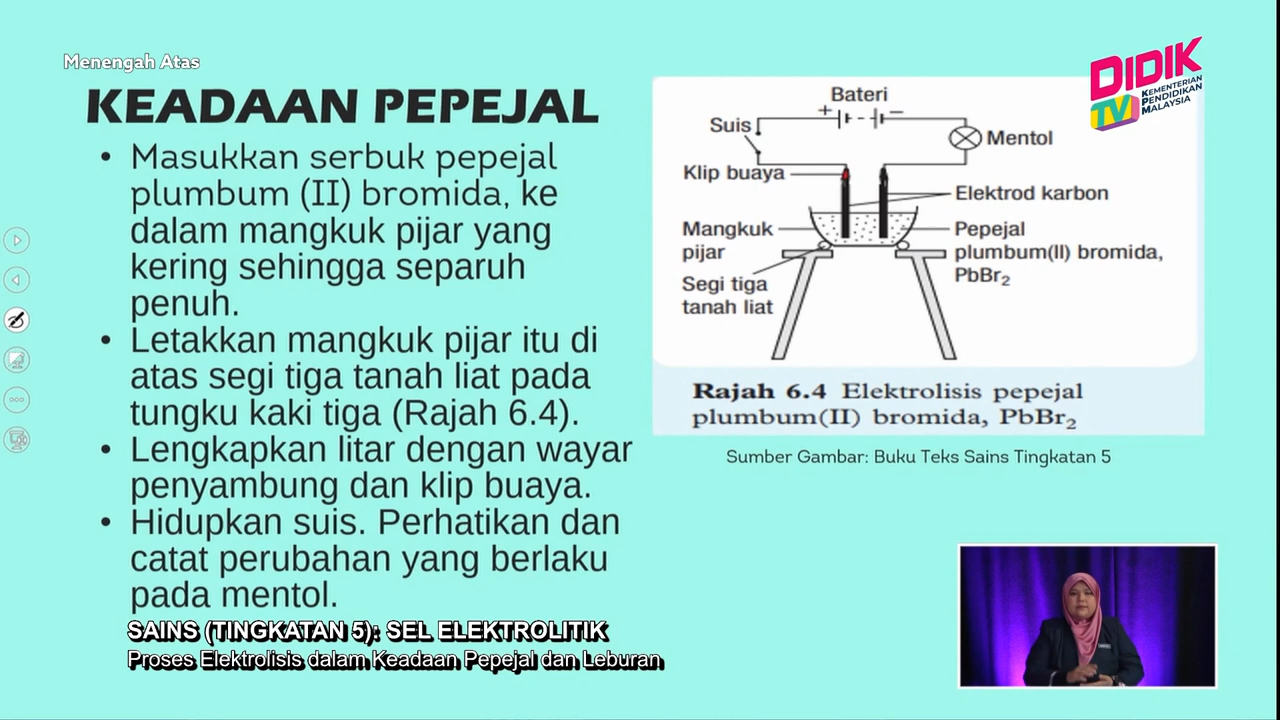 Menengah Atas
KEADAAN PEPEJAL
• Masukkan serbuk pepejal
plumbum (II) bromida, ke
dalam mangkuk pijar yang
kering sehingga separuh
penuh.
• Letakkan mangkuk pijar itu di
atas segi tiga tanah liat pada
tungku kaki tiga (Rajah 6.4).
• Lengkapkan litar dengan wayar
penyambung dan klip buaya.
• Hidupkan suis. Perhatikan dan
catat perubahan yang berlaku
pada mentol.
Bateri
+ −
Suis
Mentol
Klip buaya
Elektrod karbon
Mangkuk
pijar
Pepejal
plumbum(II) bromida,
PbBr₂
Segi tiga
tanah liat
Rajah 6.4 Elektrolisis pepejal
plumbum(II) bromida, PbBr₂
Sumber Gambar: Buku Teks Sains Tingkatan 5
DIDIK
TV
KEMENTERIAN
PENDIDIKAN
MALAYSIA
SAINS (TINGKATAN 5): SEL ELEKTROLITIK
Proses Elektrolisis dalam Keadaan Pepejal dan Leburan